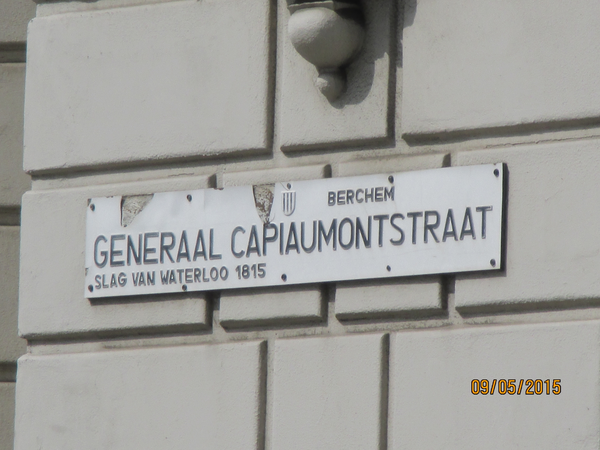 BERCHEM
GENERAAL CAPIAUMONTSTRAAT
SLAG VAN WATERLOO 1815
09/05/2015